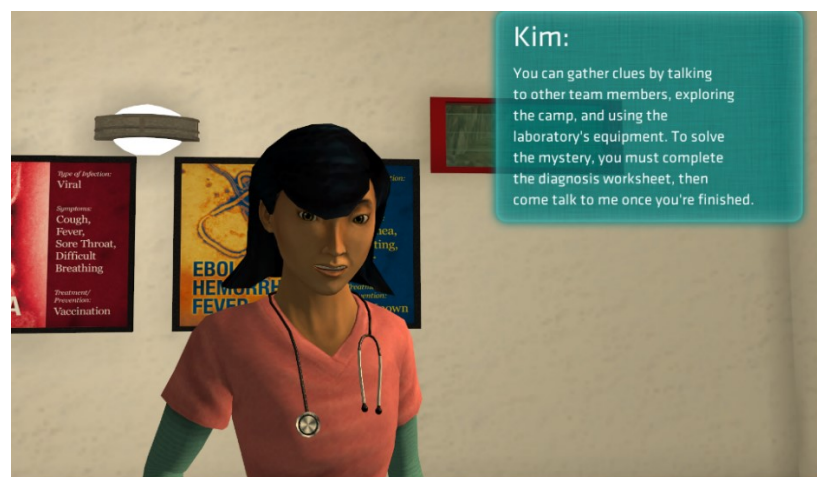 Kim:
You can gather clues by talking
to other team members, exploring
the camp, and using the
laboratory's equipment. To solve
the mystery, you must complete
the diagnosis worksheet, then
come talk to me once you're finished.
Type of Infection:
Viral
Symptoms:
Cough,
Fever,
Sore Throat,
Difficult
Breathing
Treatment/
Prevention:
Vaccination
FEVER